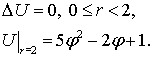 ΔU = 0, 0 ≤ r < 2,
U|_{r=2} = 5φ² − 2φ + 1.